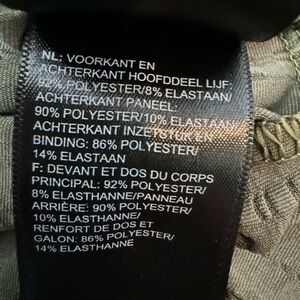 NL: VOORKANT EN
ACHTERKANT HOOFDDEEL LIJF:
POLYESTER/8% ELASTAAN/
ACHTERKANT PANEEL:
90% POLYESTER/10% ELASTAAN/
ACHTERKANT INZETSTUK EN
BINDING: 86% POLYESTER/
14% ELASTAAN
F: DEVANT ET DOS DU CORPS
PRINCIPAL: 92% POLYESTER/
8% ELASTHANNE/PANNEAU
ARRIÈRE: 90% POLYESTER/
10% ELASTHANNE/
RENFORT DE DOS ET
GALON: 86% POLYESTER/
14% ELASTHANNE